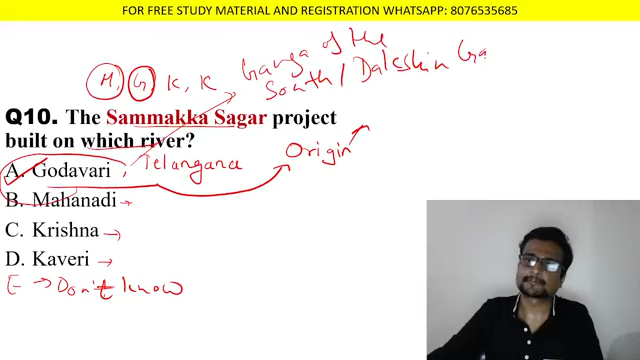 FOR FREE STUDY MATERIAL AND REGISTRATION WHATSAPP: 8076535685
M, G, K, K
Ganga of the
South / Dakshin Ga
Q10. The Sammakka Sagar project
built on which river?
A. Godavari , Telangana
Origin
B. Mahanadi
C. Krishna
D. Kaveri
E → Don't know